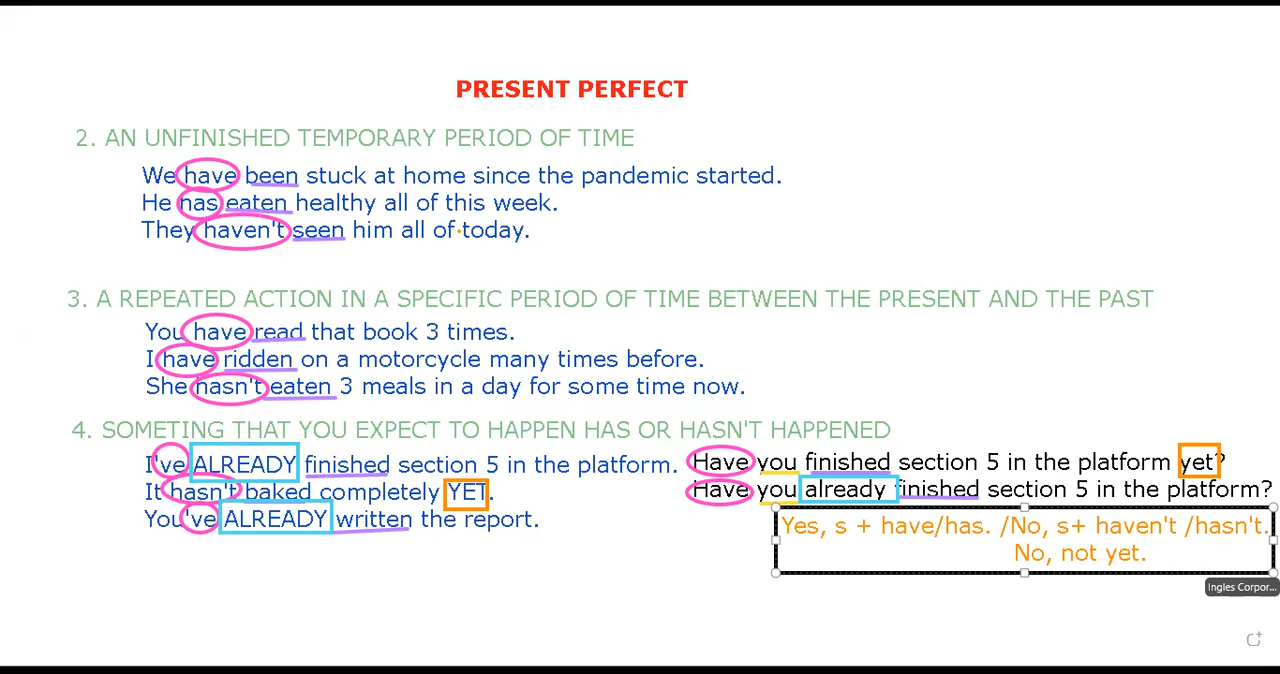 PRESENT PERFECT
2. AN UNFINISHED TEMPORARY PERIOD OF TIME
We have been stuck at home since the pandemic started.
He has eaten healthy all of this week.
They haven't seen him all of today.
3. A REPEATED ACTION IN A SPECIFIC PERIOD OF TIME BETWEEN THE PRESENT AND THE PAST
You have read that book 3 times.
I have ridden on a motorcycle many times before.
She hasn't eaten 3 meals in a day for some time now.
4. SOMETING THAT YOU EXPECT TO HAPPEN HAS OR HASN'T HAPPENED
I've ALREADY finished section 5 in the platform.
It hasn't baked completely YET.
You've ALREADY written the report.
Have you finished section 5 in the platform yet?
Have you already finished section 5 in the platform?
Yes, s + have/has. /No, s+ haven't /hasn't.
No, not yet.
Ingles Corpor...